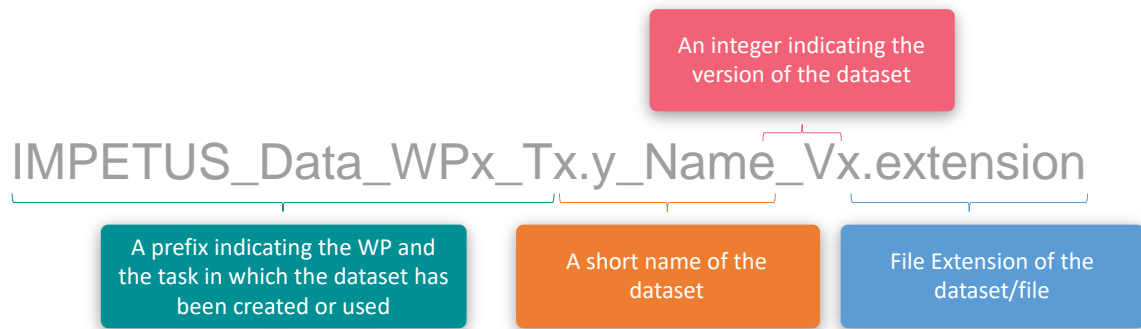 An integer indicating the
version of the dataset
IMPETUS_Data_WPx_Tx.y_Name_Vx.extension
A prefix indicating the WP and
the task in which the dataset has
been created or used
A short name of the
dataset
File Extension of the
dataset/file